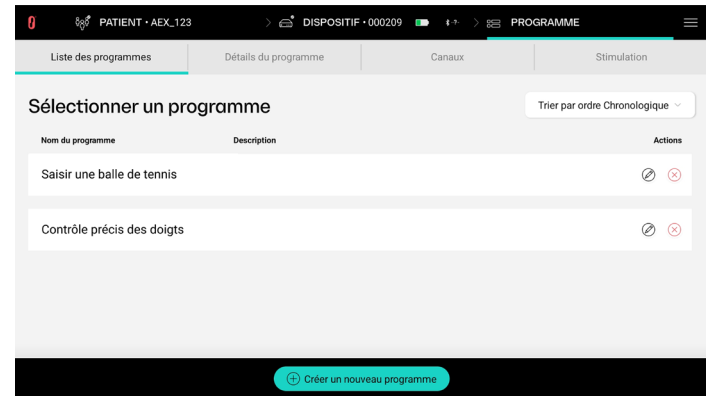 PATIENT • AEX_123
DISPOSITIF • 000209
PROGRAMME
Liste des programmes
Détails du programme
Canaux
Stimulation
Sélectionner un programme
Trier par ordre Chronologique
Nom du programme
Description
Actions
Saisir une balle de tennis
Contrôle précis des doigts
Créer un nouveau programme